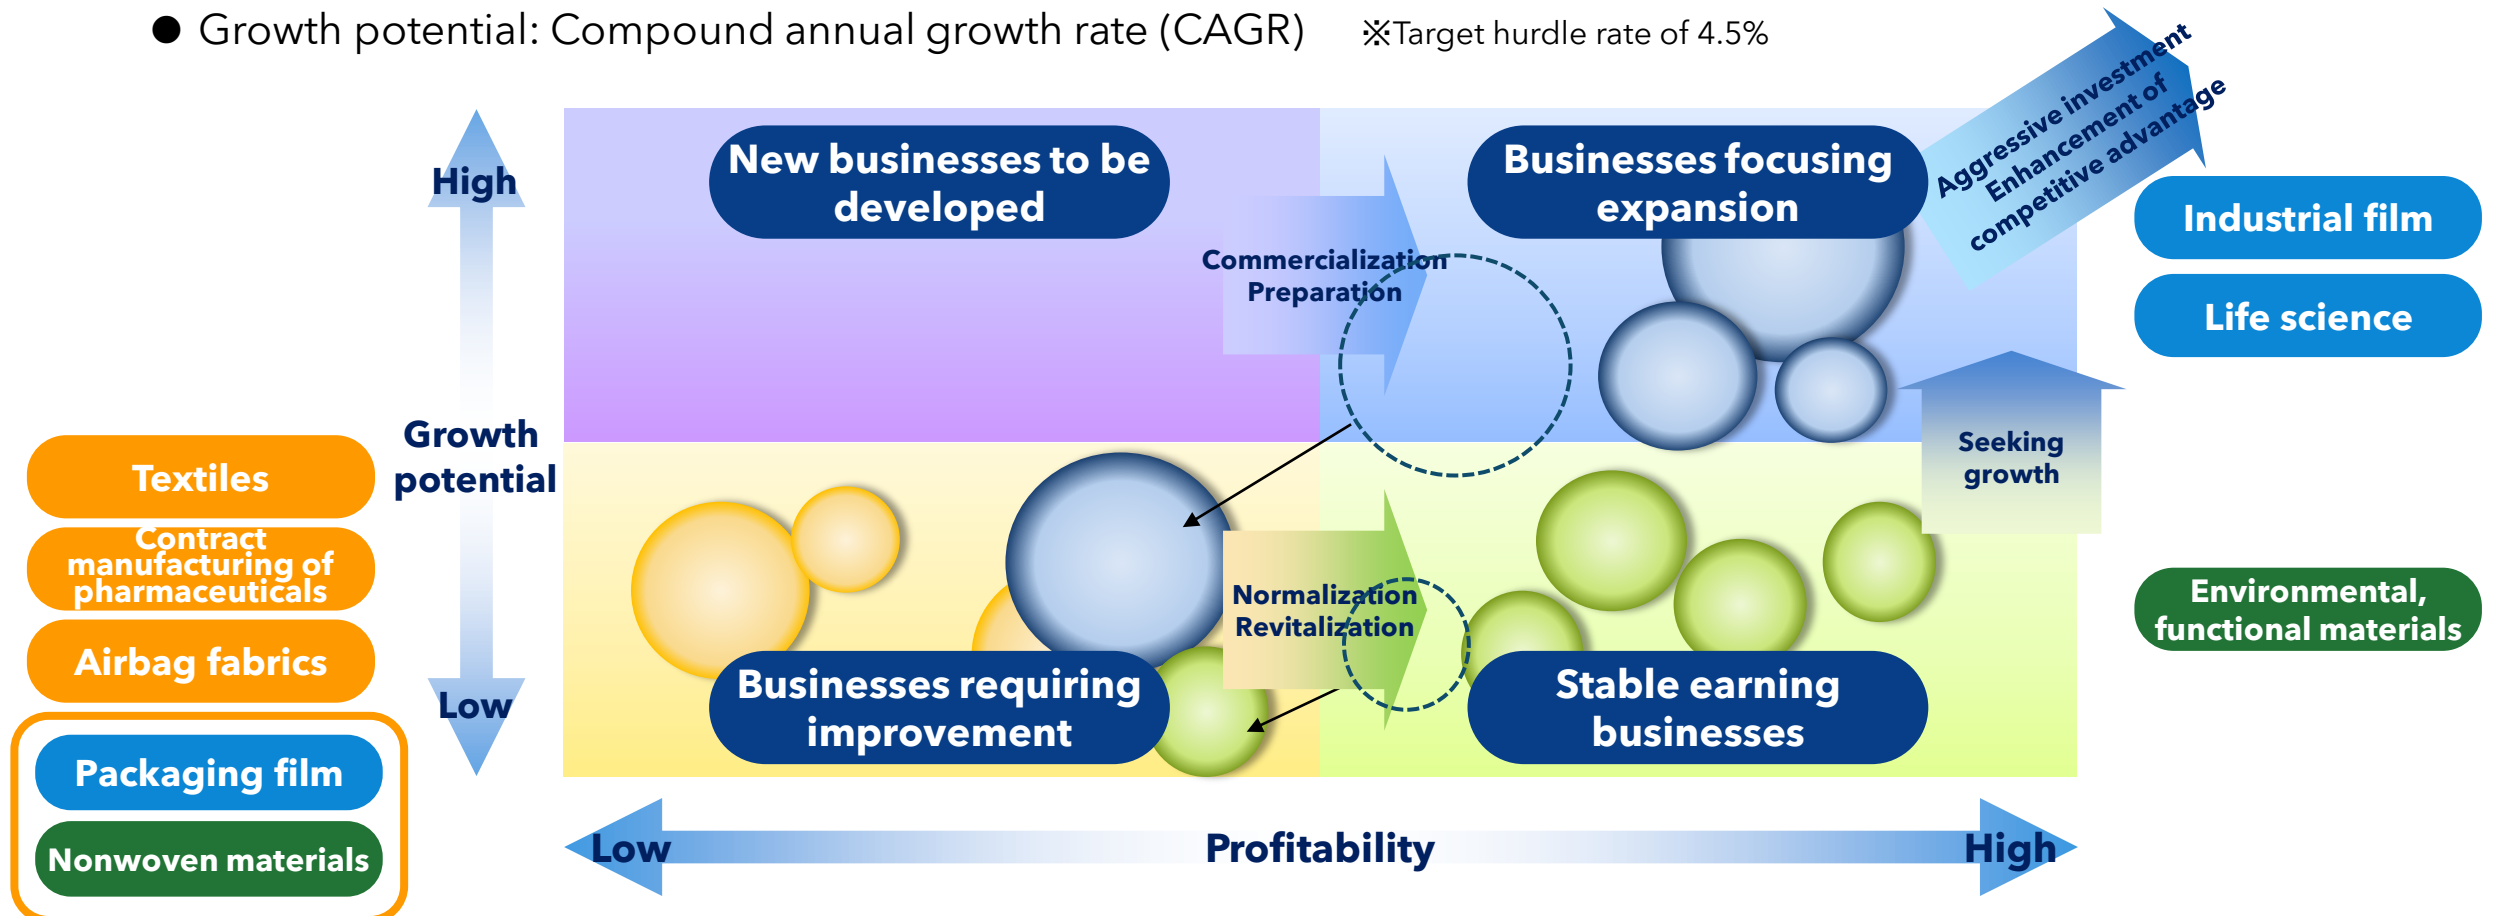 ● Growth potential: Compound annual growth rate (CAGR) ※Target hurdle rate of 4.5%
High
Growth
potential
Low
New businesses to be
developed
Commercialization
Preparation
Businesses focusing
expansion
Aggressive investment
Enhancement of
competitive advantage
Industrial film
Life science
Seeking
growth
Textiles
Contract
manufacturing of
pharmaceuticals
Airbag fabrics
Packaging film
Nonwoven materials
Businesses requiring
improvement
Normalization
Revitalization
Stable earning
businesses
Environmental,
functional materials
Low
Profitability
High